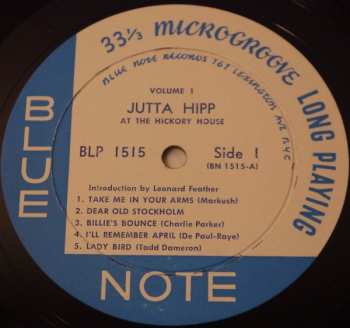 33⅓ MICROGROOVE LONG PLAYING
BLUE NOTE RECORDS 767 LEXINGTON AVE NYC
VOLUME 1
JUTTA HIPP
AT THE HICKORY HOUSE
BLP 1515 Side 1
(BN 1515-A)
Introduction by Leonard Feather
1. TAKE ME IN YOUR ARMS (Markush)
2. DEAR OLD STOCKHOLM
3. BILLIE'S BOUNCE (Charlie Parker)
4. I'LL REMEMBER APRIL (De Paul-Raye)
5. LADY BIRD (Tadd Dameron)
BLUE
NOTE